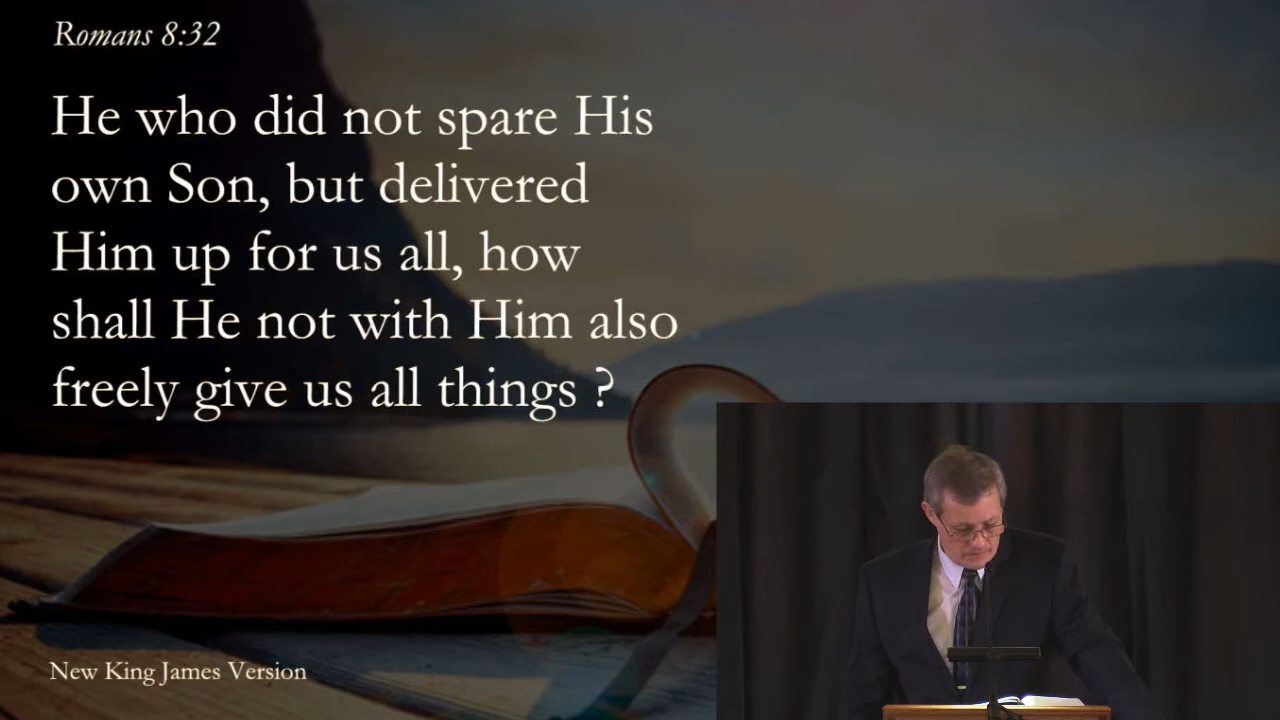 Romans 8:32
He who did not spare His
own Son, but delivered
Him up for us all, how
shall He not with Him also
freely give us all things ?
New King James Version